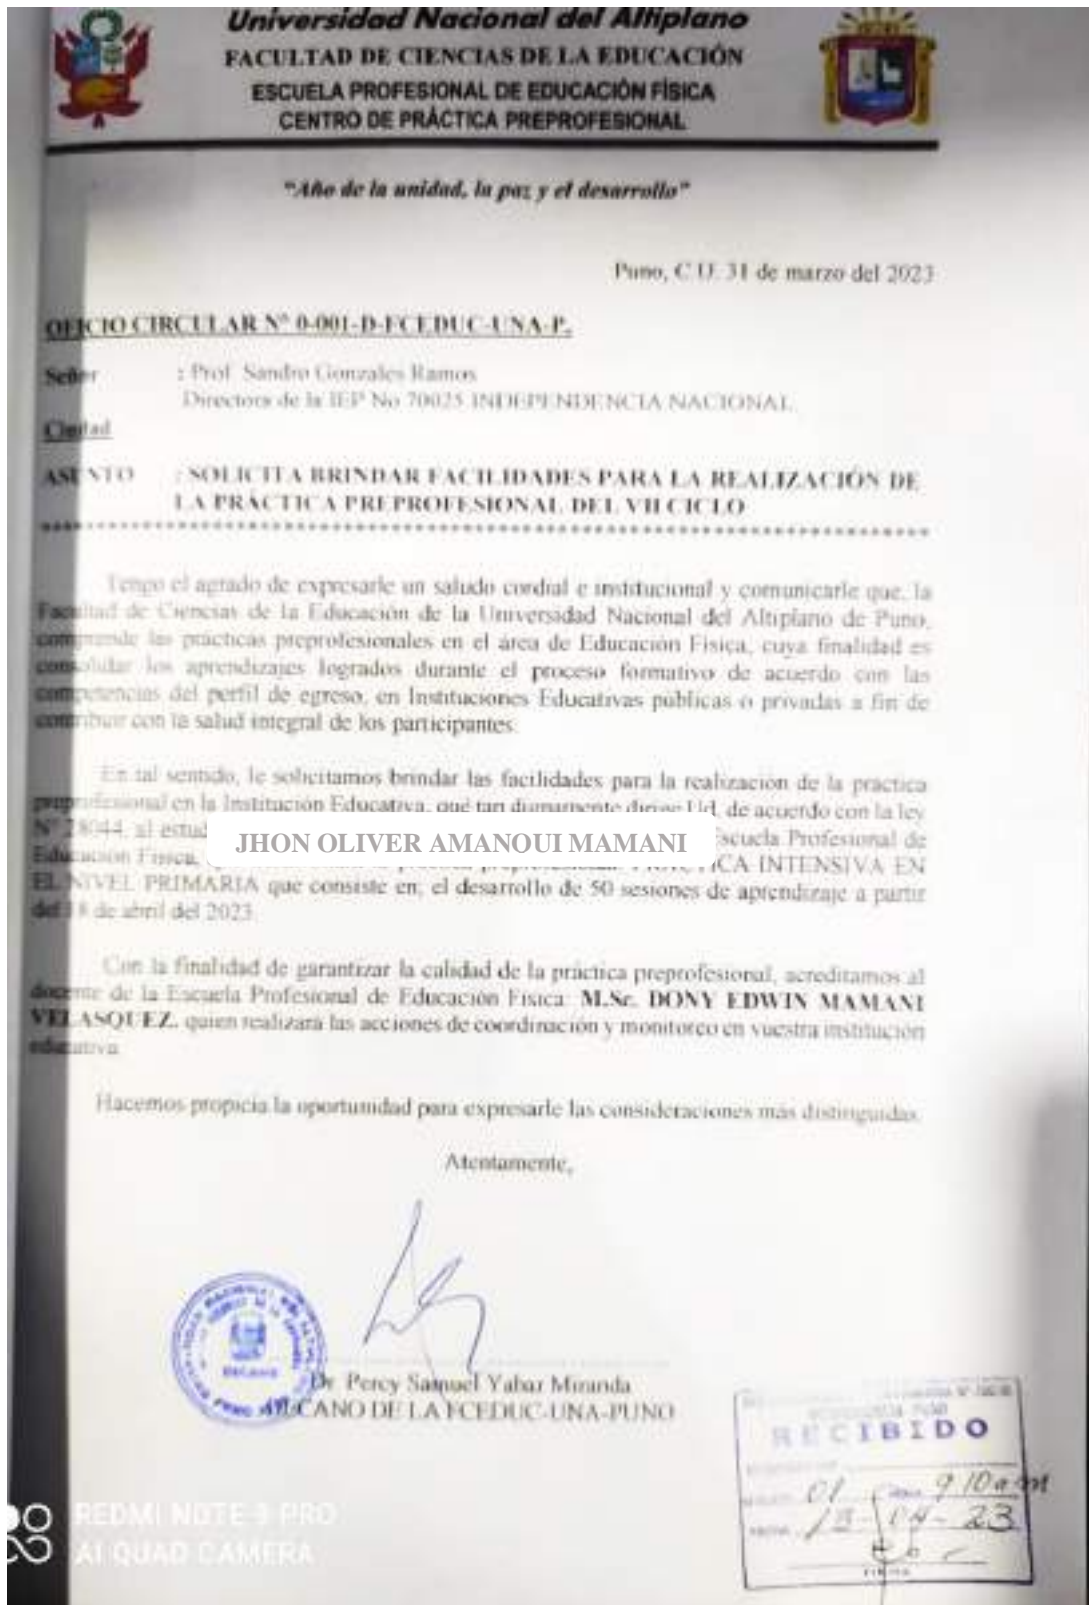 Universidad Nacional del Altiplano
FACULTAD DE CIENCIAS DE LA EDUCACIÓN
ESCUELA PROFESIONAL DE EDUCACIÓN FÍSICA
CENTRO DE PRÁCTICA PREPROFESIONAL
"Año de la unidad, la paz y el desarrollo"
Puno, C.U. 31 de marzo del 2023
OFICIO CIRCULAR N° 0-001-D-FCEDUC-UNA-P.
Señor : Prof. Sandro Gonzales Ramos
Directora de la IEP No 70025 INDEPENDENCIA NACIONAL
Ciudad
ASUNTO : SOLICITA BRINDAR FACILIDADES PARA LA REALIZACIÓN DE
LA PRÁCTICA PREPROFESIONAL DEL VII CICLO
Tengo el agrado de expresarle un saludo cordial e institucional y comunicarle que, la
Facultad de Ciencias de la Educación de la Universidad Nacional del Altiplano de Puno,
comprende las prácticas preprofesionales en el área de Educación Física, cuya finalidad es
consolidar los aprendizajes logrados durante el proceso formativo de acuerdo con las
competencias del perfil de egreso, en Instituciones Educativas públicas o privadas a fin de
contribuir con la salud integral de los participantes.
En tal sentido, le solicitamos brindar las facilidades para la realización de la practica
preprofesional en la Institución Educativa, que tan dignamente dirige Ud. de acuerdo con la ley
N° 28044, al estud JHON OLIVER AMANQUI MAMANI Escuela Profesional de
Educación Física, ICA INTENSIVA EN
EL NIVEL PRIMARIA que consiste en, el desarrollo de 50 sesiones de aprendizaje a partir
del 18 de abril del 2023.
Con la finalidad de garantizar la calidad de la práctica preprofesional, acreditamos al
docente de la Escuela Profesional de Educación Física M.Sc. DONY EDWIN MAMANI
VELASQUEZ, quien realizará las acciones de coordinación y monitoreo en vuestra institución
educativa.
Hacemos propicia la oportunidad para expresarle las consideraciones más distinguidas.
Atentamente,
DECANO
Dr. Percy Samuel Yabar Miranda
DECANO DE LA FCEDUC-UNA-PUNO
RECIBIDO
01 9 10 am
FECHA 13-04-23
FIRMA
REDMI NOTE 9 PRO
AI QUAD CAMERA